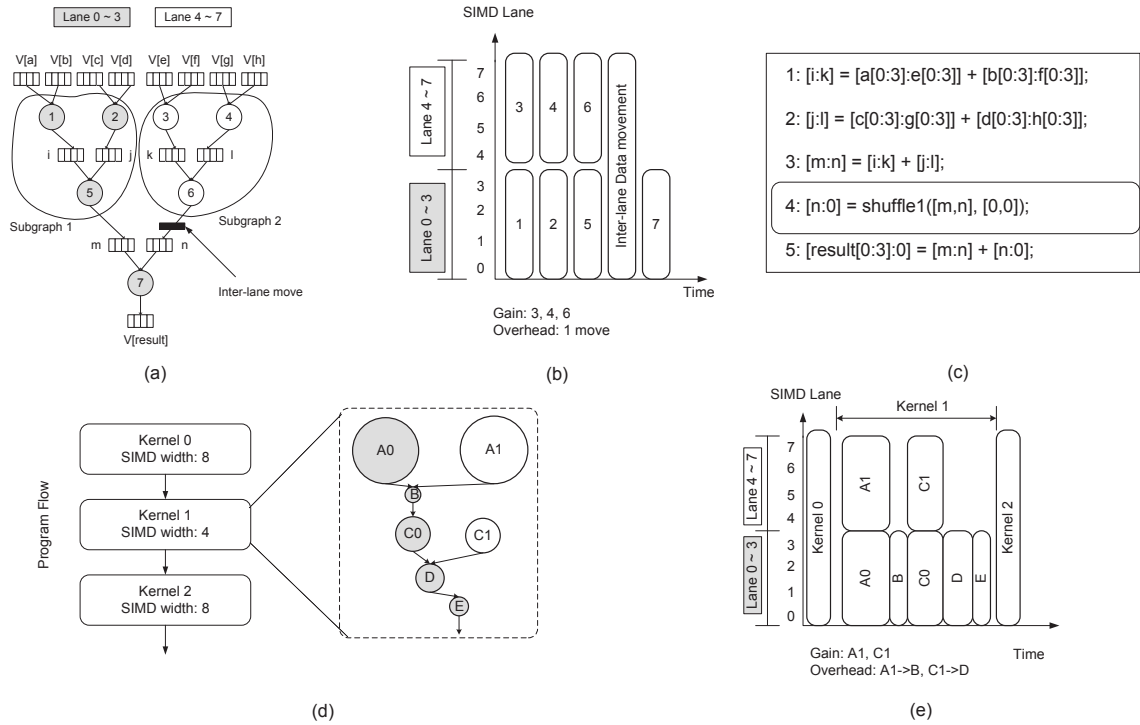 Lane 0 ~ 3
Lane 4 ~ 7
V[a] V[b] V[c] V[d] V[e] V[f] V[g] V[h]
1 2 3 4
i j k l
5 6
Subgraph 1
Subgraph 2
m n
7
Inter-lane move
V[result]
(a)
SIMD Lane
Lane 4 ~ 7
Lane 0 ~ 3
7
6
5
4
3
2
1
0
3 4 6
1 2 5
Inter-lane Data movement
7
Time
Gain: 3, 4, 6
Overhead: 1 move
(b)
1: [i:k] = [a[0:3]:e[0:3]] + [b[0:3]:f[0:3]];
2: [j:l] = [c[0:3]:g[0:3]] + [d[0:3]:h[0:3]];
3: [m:n] = [i:k] + [j:l];
4: [n:0] = shuffle1([m,n], [0,0]);
5: [result[0:3]:0] = [m:n] + [n:0];
(c)
Program Flow
Kernel 0
SIMD width: 8
Kernel 1
SIMD width: 4
Kernel 2
SIMD width: 8
A0 A1
B
C0 C1
D
E
(d)
SIMD Lane
Kernel 1
Lane 4 ~ 7
Lane 0 ~ 3
7
6
5
4
3
2
1
0
Kernel 0
A1 C1
A0 B C0 D E
Kernel 2
Time
Gain: A1, C1
Overhead: A1->B, C1->D
(e)